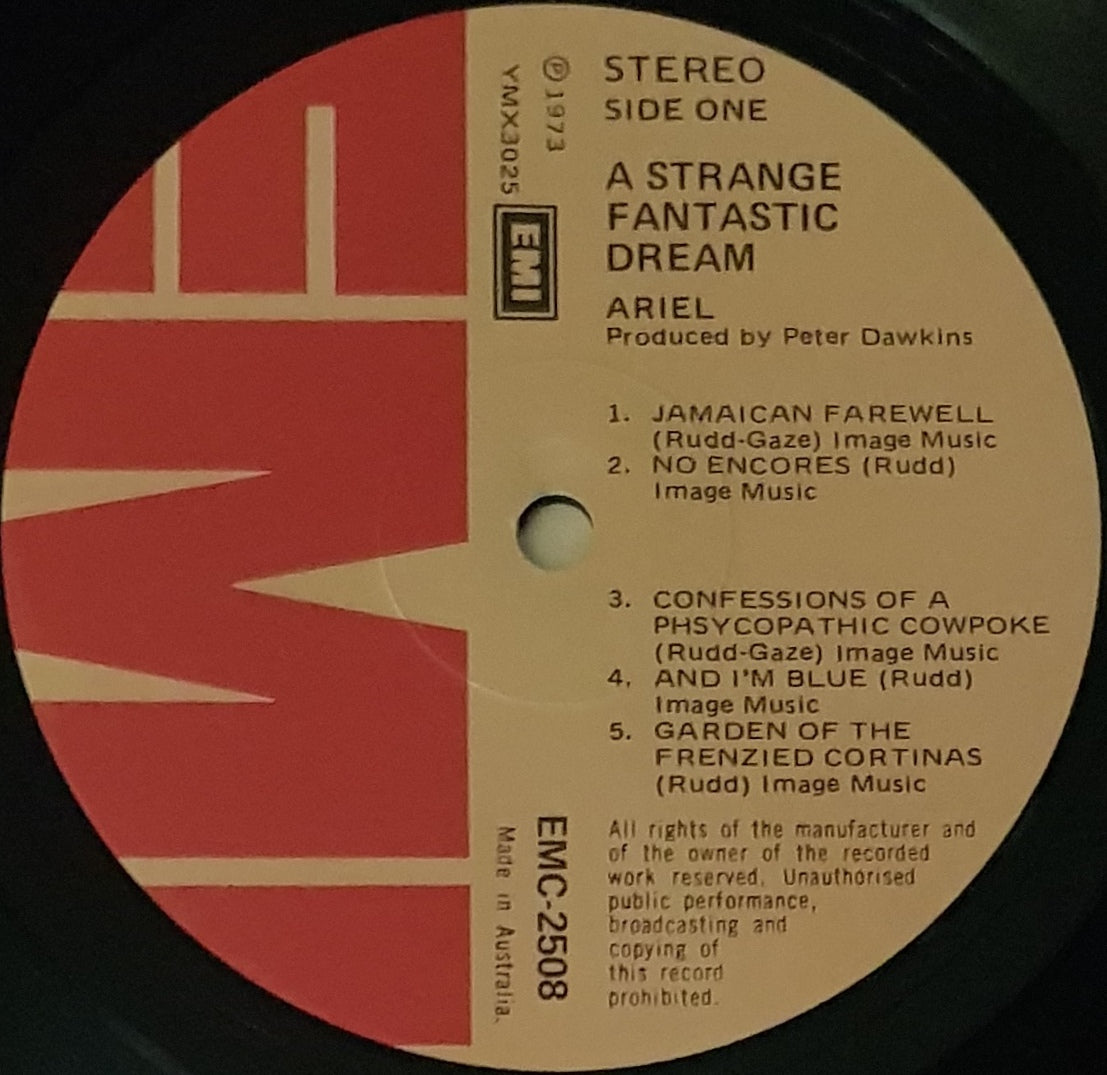 STEREO
SIDE ONE
A STRANGE
FANTASTIC
DREAM
ARIEL
Produced by Peter Dawkins
1. JAMAICAN FAREWELL
(Rudd-Gaze) Image Music
2. NO ENCORES (Rudd)
Image Music
3. CONFESSIONS OF A
PHSYCOPATHIC COWPOKE
(Rudd-Gaze) Image Music
4. AND I'M BLUE (Rudd)
Image Music
5. GARDEN OF THE
FRENZIED CORTINAS
(Rudd) Image Music
All rights of the manufacturer and
of the owner of the recorded
work reserved. Unauthorised
public performance,
broadcasting and
copying of
this record
prohibited.
Ⓟ1973
YMX3025
EMI
EMC-2508
Made in Australia.
EMI